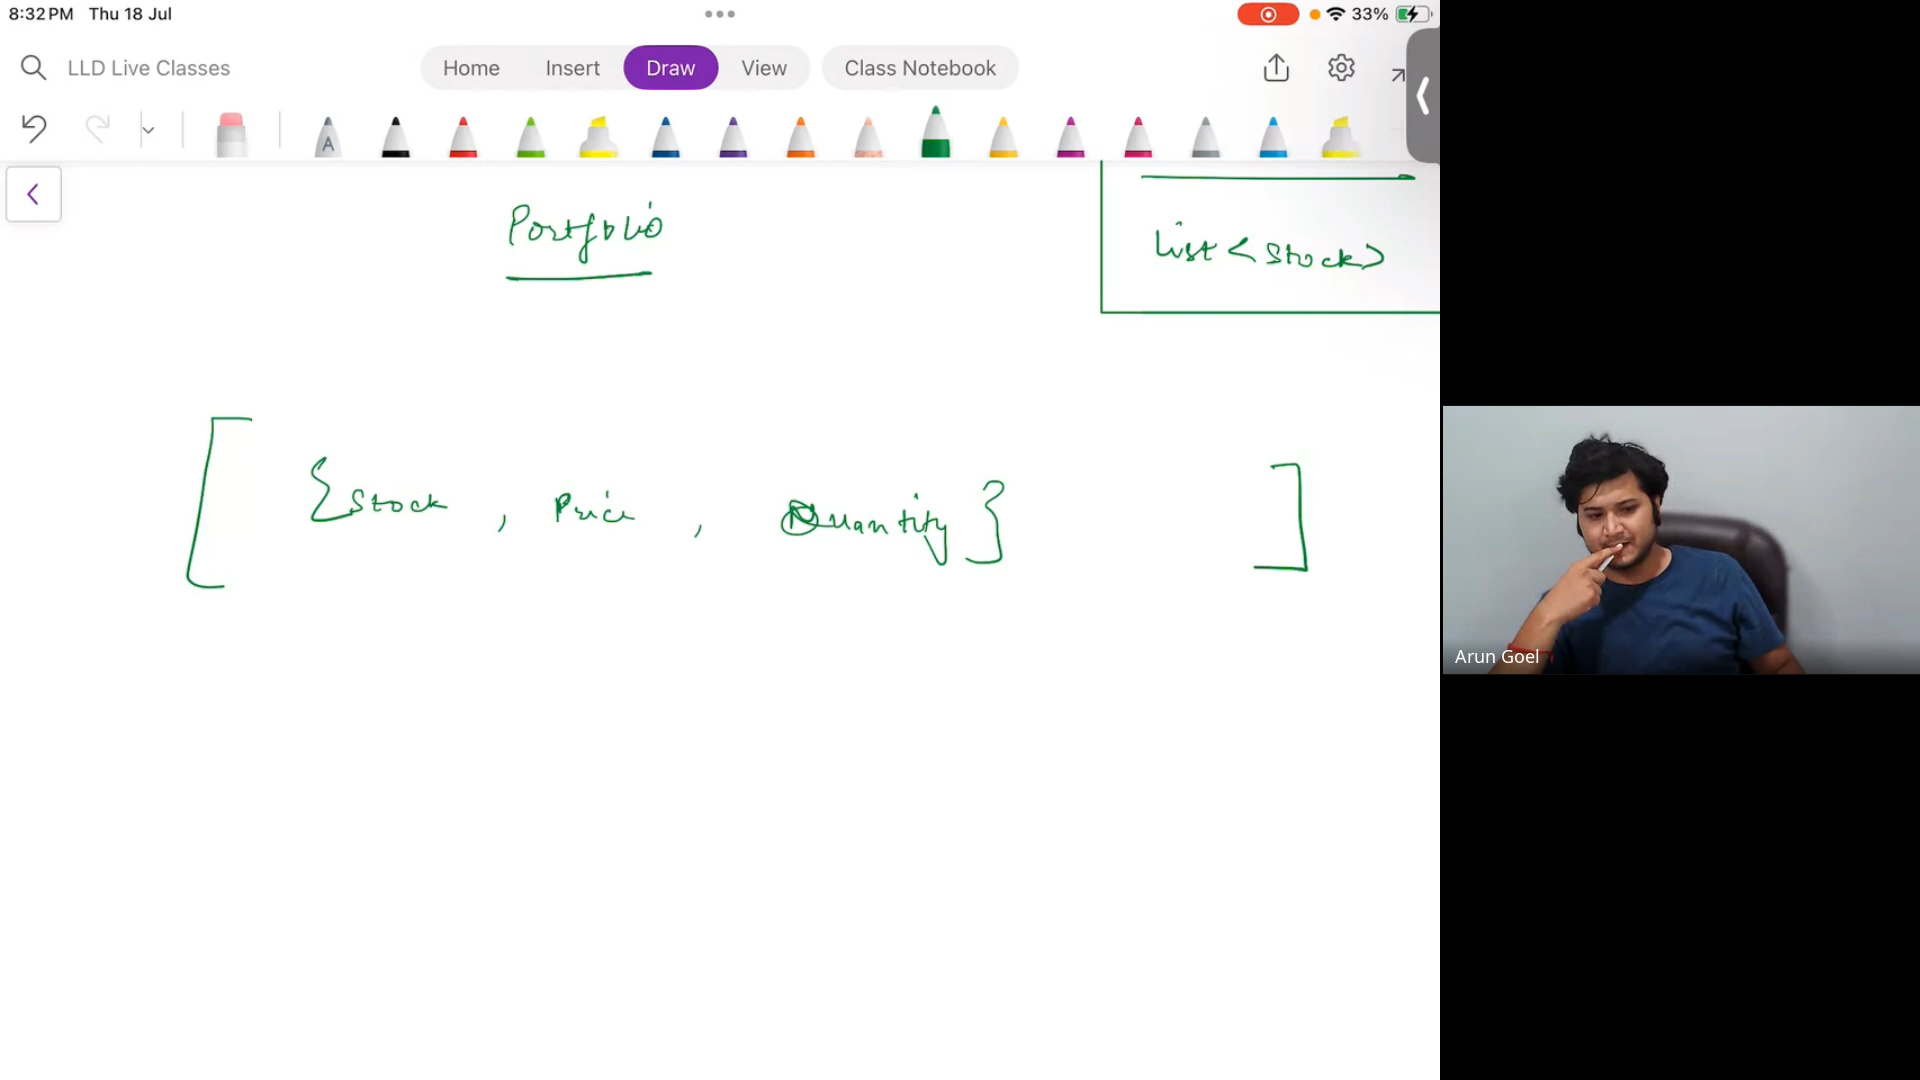 8:32 PM Thu 18 Jul
33%
LLD Live Classes
Home
Insert
Draw
View
Class Notebook
A
Portfolio
List<Stock>
[ {Stock , Price , Quantity} ]
Arun Goel